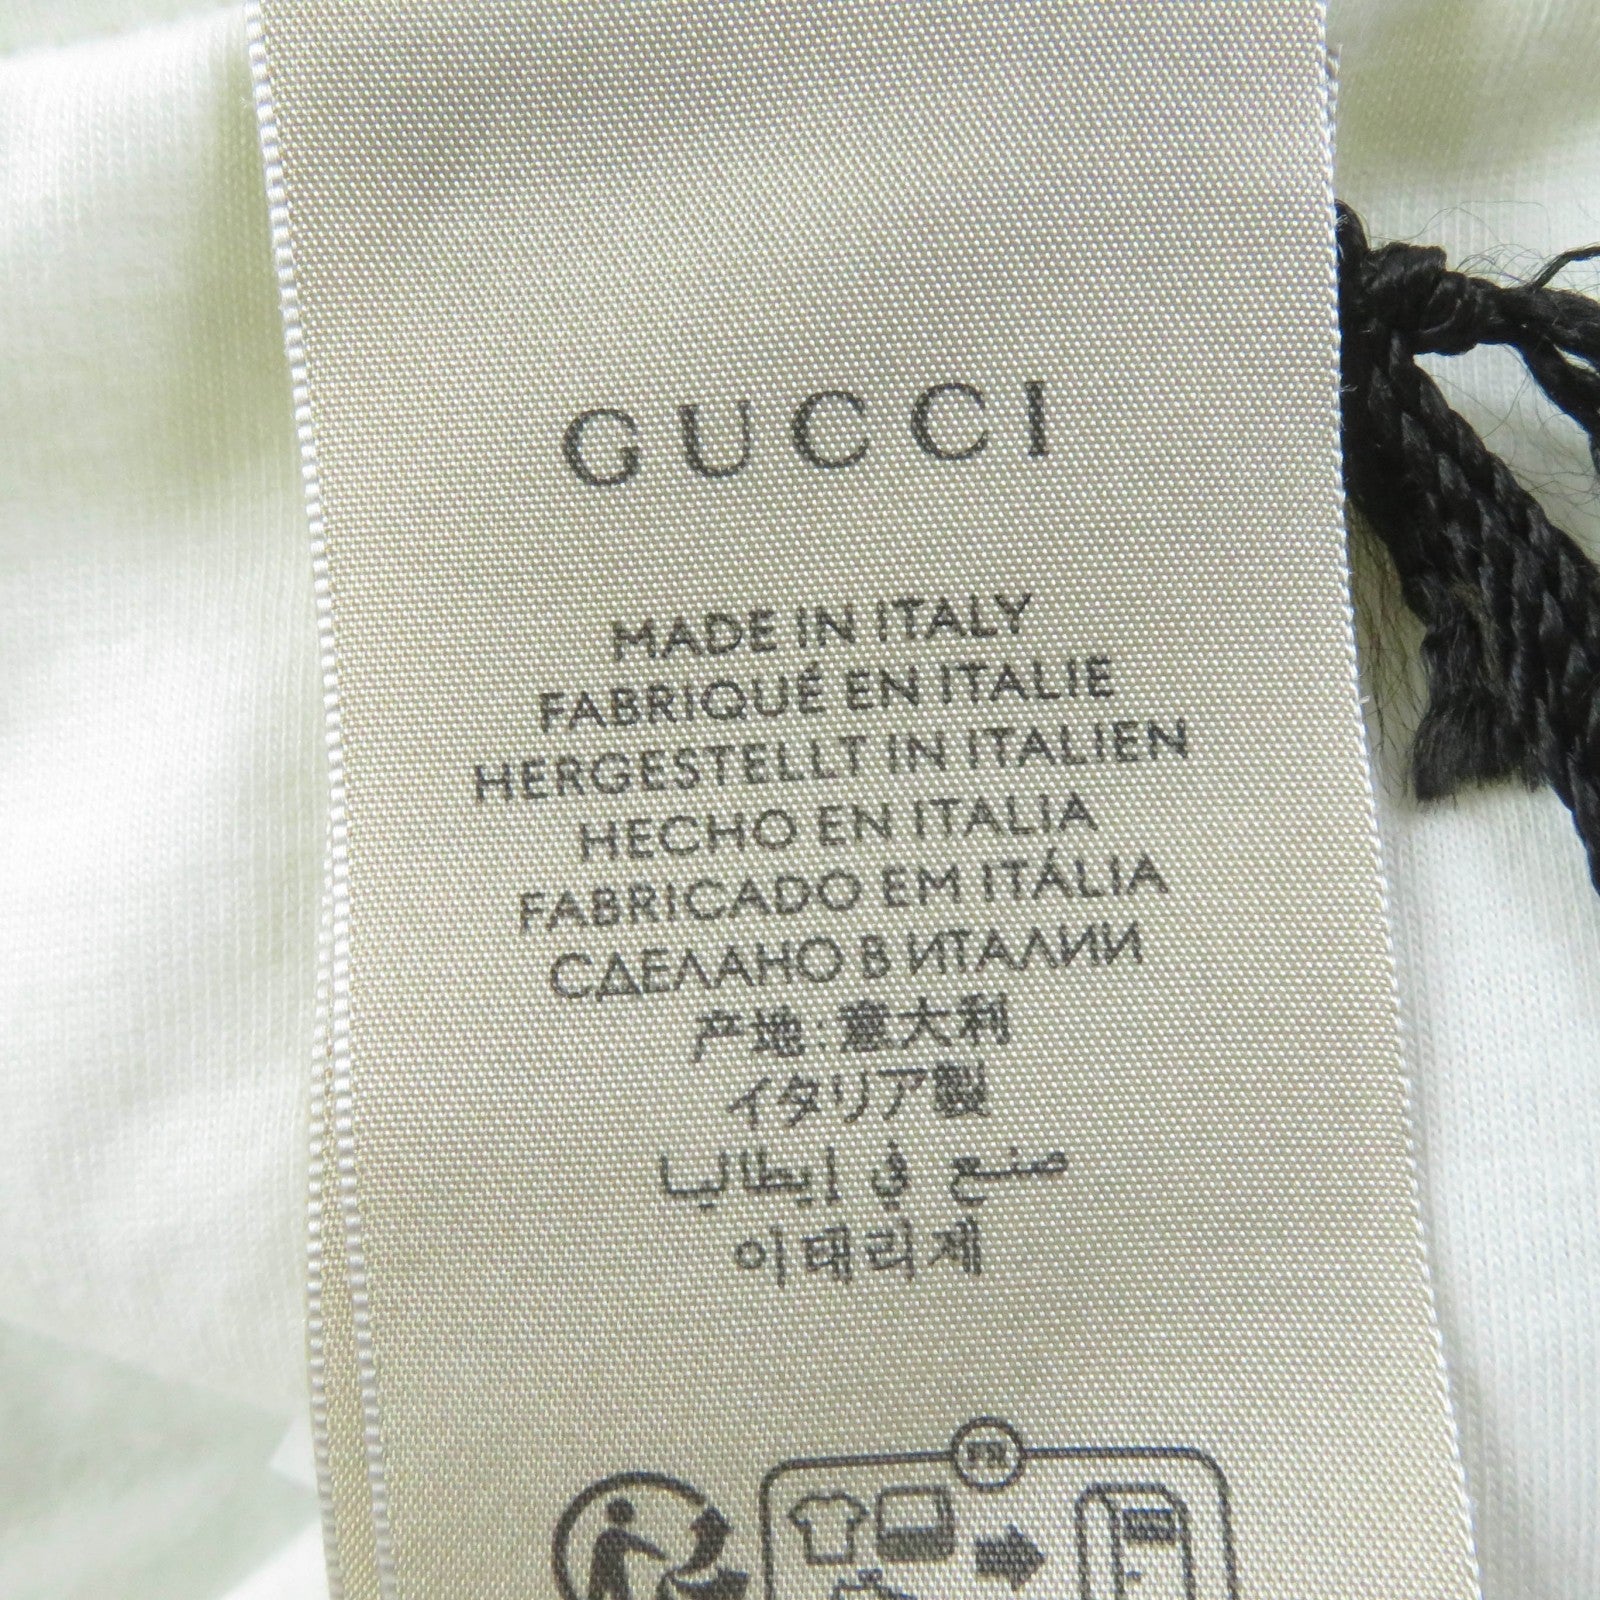 GUCCI
MADE IN ITALY
FABRIQUÉ EN ITALIE
HERGESTELLT IN ITALIEN
HECHO EN ITALIA
FABRICADO EM ITÁLIA
СДЕЛАНО В ИТАЛИИ
产地:意大利
イタリア製
صنع في إيطاليا
이태리제
FR